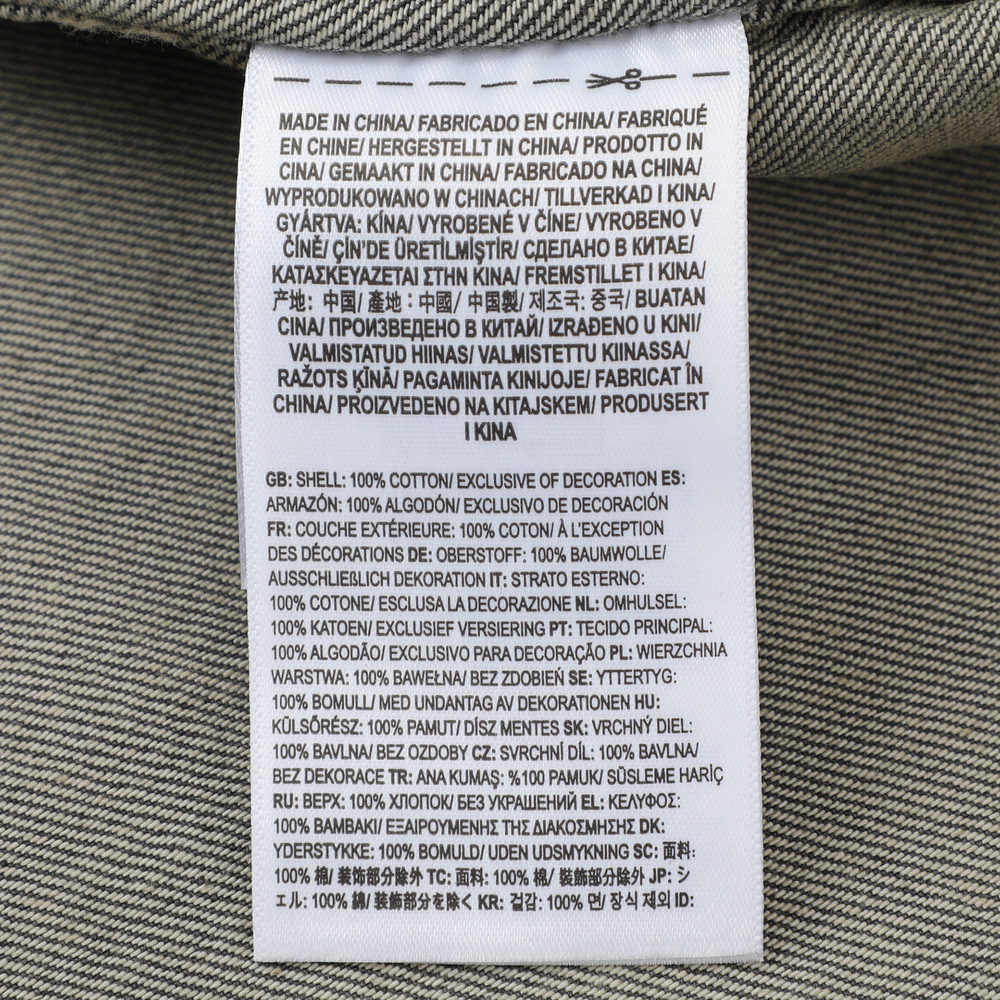 MADE IN CHINA/ FABRICADO EN CHINA/ FABRIQUÉ
EN CHINE/ HERGESTELLT IN CHINA/ PRODOTTO IN
CINA/ GEMAAKT IN CHINA/ FABRICADO NA CHINA/
WYPRODUKOWANO W CHINACH/ TILLVERKAD I KINA/
GYÁRTVA: KÍNA/ VYROBENÉ V ČÍNE/ VYROBENO V
ČÍNĚ/ ÇİN'DE ÜRETİLMİŞTİR/ СДЕЛАНО В КИТАЕ/
ΚΑΤΑΣΚΕΥΑΖΕΤΑΙ ΣΤΗΝ ΚΙΝΑ/ FREMSTILLET I KINA/
产地: 中国/ 產地：中國/ 中国製/ 제조국: 중국/ BUATAN
CINA/ ПРОИЗВЕДЕНО В КИТАЙ/ IZRAĐENO U KINI/
VALMISTATUD HIINAS/ VALMISTETTU KIINASSA/
RAŽOTS ĶĪNĀ/ PAGAMINTA KINIJOJE/ FABRICAT ÎN
CHINA/ PROIZVEDENO NA KITAJSKEM/ PRODUSERT
I KINA
GB: SHELL: 100% COTTON/ EXCLUSIVE OF DECORATION ES:
ARMAZÓN: 100% ALGODÓN/ EXCLUSIVO DE DECORACIÓN
FR: COUCHE EXTÉRIEURE: 100% COTON/ À L'EXCEPTION
DES DÉCORATIONS DE: OBERSTOFF: 100% BAUMWOLLE/
AUSSCHLIEßLICH DEKORATION IT: STRATO ESTERNO:
100% COTONE/ ESCLUSA LA DECORAZIONE NL: OMHULSEL:
100% KATOEN/ EXCLUSIEF VERSIERING PT: TECIDO PRINCIPAL:
100% ALGODÃO/ EXCLUSIVO PARA DECORAÇÃO PL: WIERZCHNIA
WARSTWA: 100% BAWEŁNA/ BEZ ZDOBIEŃ SE: YTTERTYG:
100% BOMULL/ MED UNDANTAG AV DEKORATIONEN HU:
KÜLSŐRÉSZ: 100% PAMUT/ DÍSZ MENTES SK: VRCHNÝ DIEL:
100% BAVLNA/ BEZ OZDOBY CZ: SVRCHNÍ DÍL: 100% BAVLNA/
BEZ DEKORACE TR: ANA KUMAŞ: %100 PAMUK/ SÜSLEME HARİÇ
RU: ВЕРХ: 100% ХЛОПОК/ БЕЗ УКРАШЕНИЙ EL: ΚΕΛΥΦΟΣ:
100% ΒΑΜΒΑΚΙ/ ΕΞΑΙΡΟΥΜΕΝΗΣ ΤΗΣ ΔΙΑΚΟΣΜΗΣΗΣ DK:
YDERSTYKKE: 100% BOMULD/ UDEN UDSMYKNING SC: 面料:
100% 棉/ 装饰部分除外 TC: 面料: 100% 棉/ 裝飾部分除外 JP: シ
ェル: 100% 綿/ 装飾部分を除く KR: 겉감: 100% 면/ 장식 제외 ID: